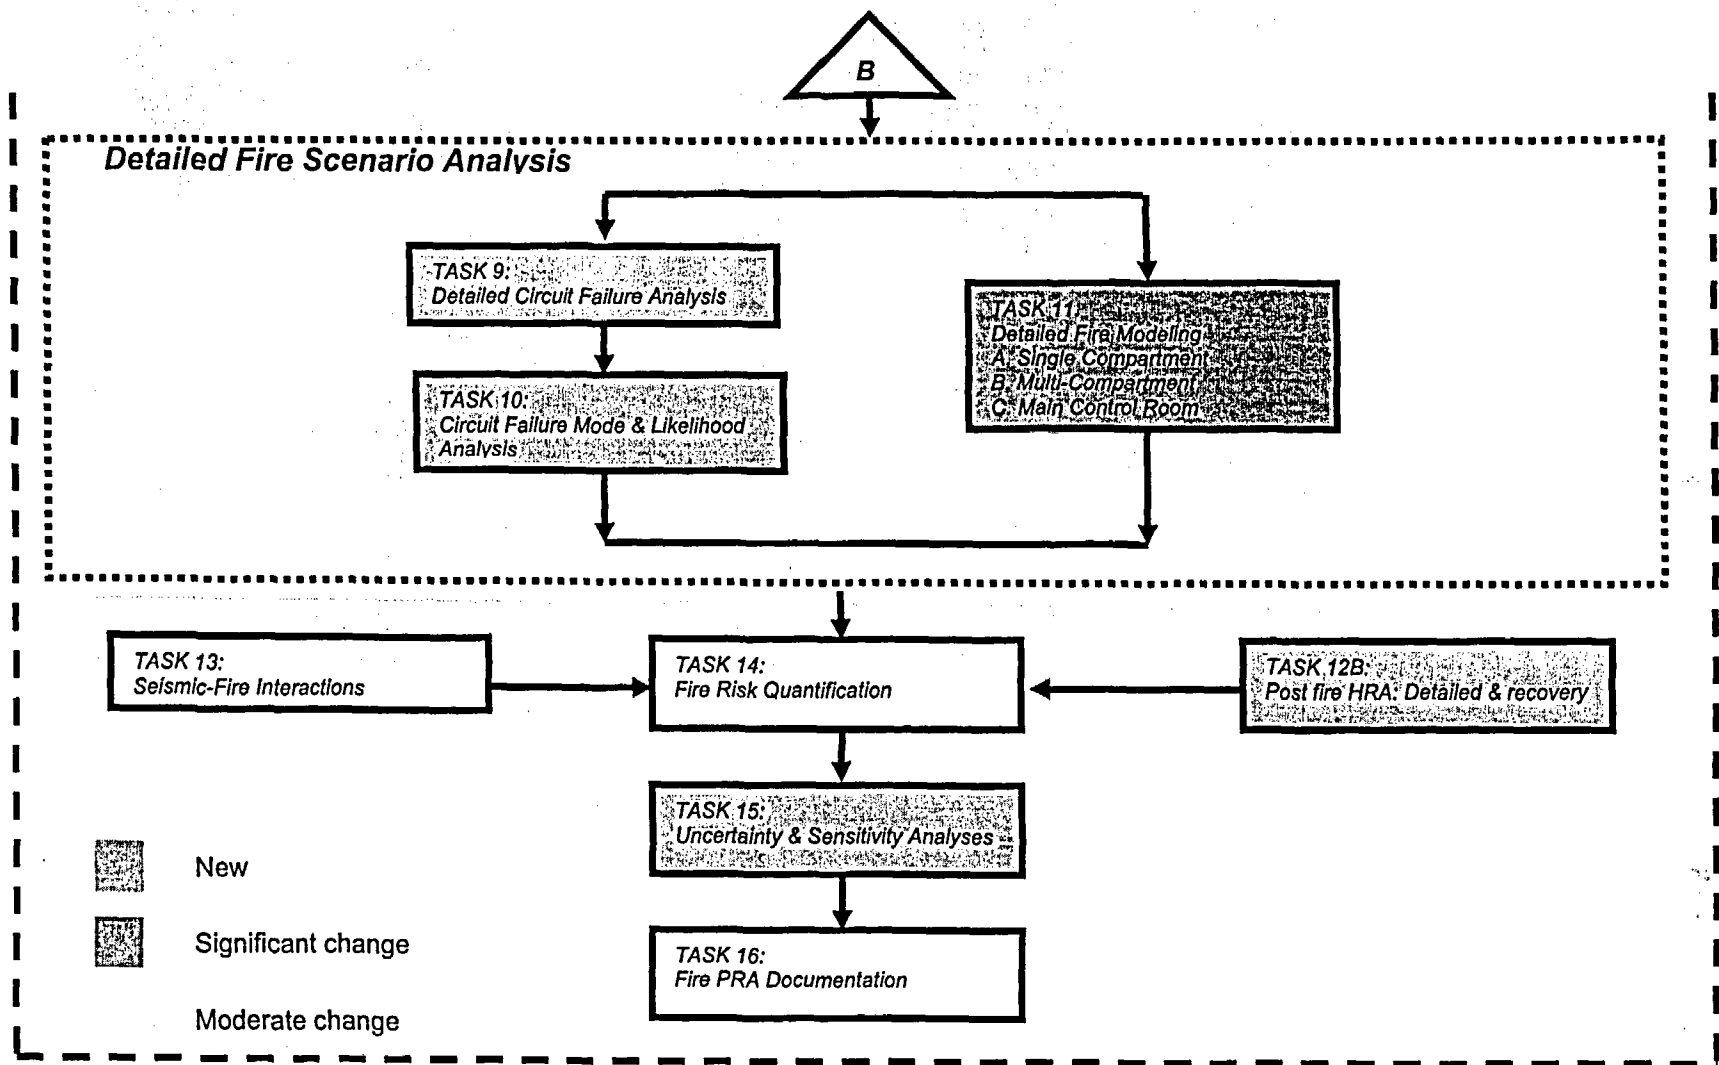 B
Detailed Fire Scenario Analysis
TASK 9:
Detailed Circuit Failure Analysis
TASK 10:
Circuit Failure Mode & Likelihood
Analysis
TASK 11:
Detailed Fire Modeling
A. Single Compartment
B. Multi-Compartment
C. Main Control Room
TASK 13:
Seismic-Fire Interactions
TASK 14:
Fire Risk Quantification
TASK 12B:
Post fire HRA: Detailed & recovery
TASK 15:
Uncertainty & Sensitivity Analyses
TASK 16:
Fire PRA Documentation
New
Significant change
Moderate change